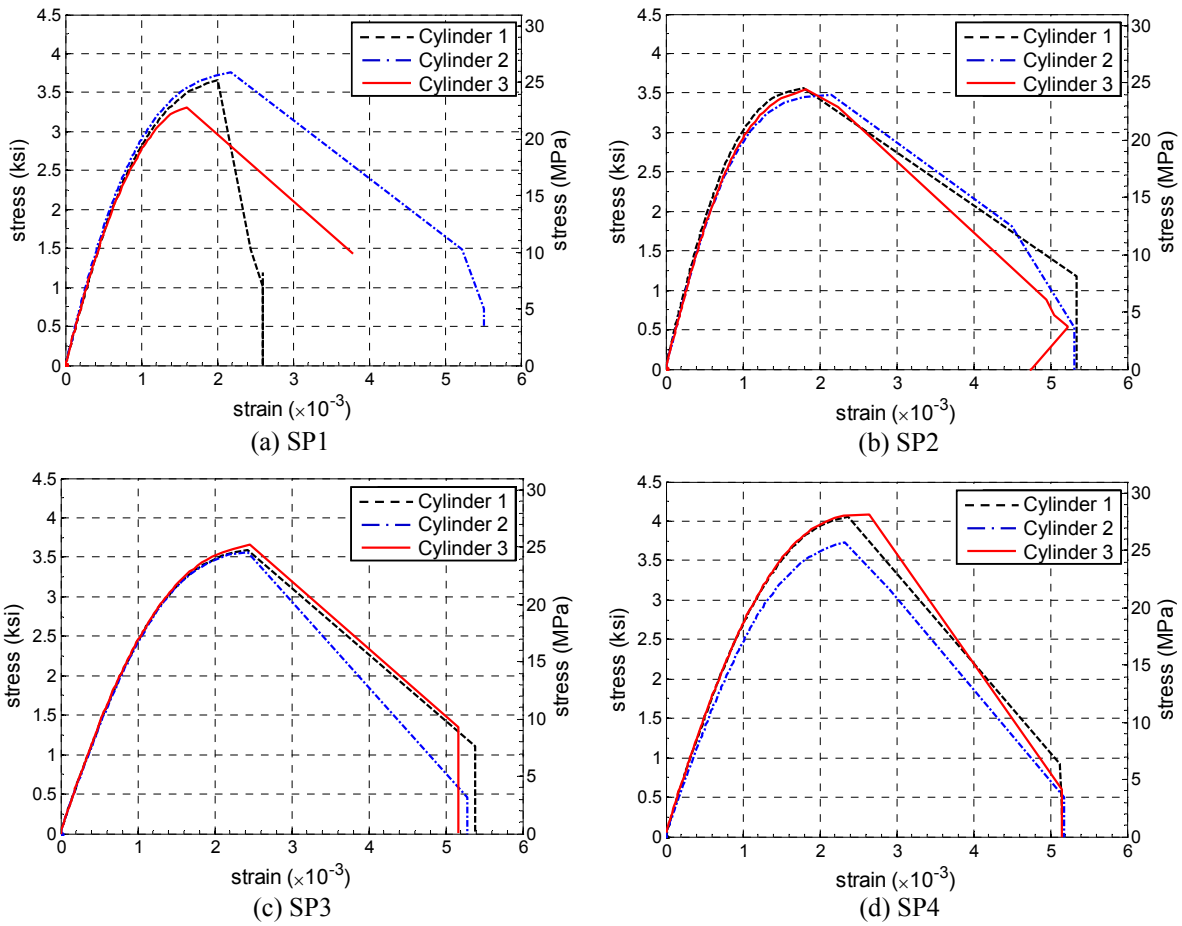 4.5
4
3.5
3
2.5
2
1.5
1
0.5
0
stress (ksi)
30
25
20
15
10
5
0
stress (MPa)
Cylinder 1
Cylinder 2
Cylinder 3
0 1 2 3 4 5 6
strain (×10⁻³)
(a) SP1
4.5
4
3.5
3
2.5
2
1.5
1
0.5
0
stress (ksi)
30
25
20
15
10
5
0
stress (MPa)
Cylinder 1
Cylinder 2
Cylinder 3
0 1 2 3 4 5 6
strain (×10⁻³)
(b) SP2
4.5
4
3.5
3
2.5
2
1.5
1
0.5
0
stress (ksi)
30
25
20
15
10
5
0
stress (MPa)
Cylinder 1
Cylinder 2
Cylinder 3
0 1 2 3 4 5 6
strain (×10⁻³)
(c) SP3
4.5
4
3.5
3
2.5
2
1.5
1
0.5
0
stress (ksi)
30
25
20
15
10
5
0
stress (MPa)
Cylinder 1
Cylinder 2
Cylinder 3
0 1 2 3 4 5 6
strain (×10⁻³)
(d) SP4